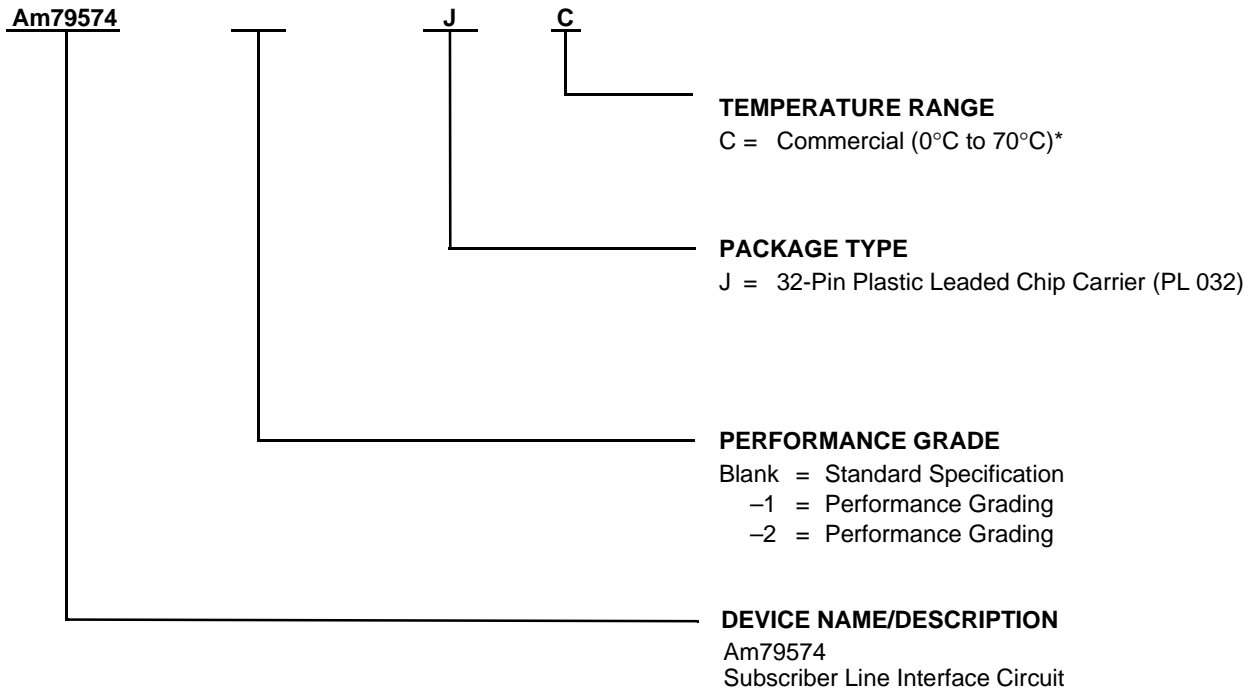 Am79574 J C
TEMPERATURE RANGE
C = Commercial (0°C to 70°C)*
PACKAGE TYPE
J = 32-Pin Plastic Leaded Chip Carrier (PL 032)
PERFORMANCE GRADE
Blank = Standard Specification
–1 = Performance Grading
–2 = Performance Grading
DEVICE NAME/DESCRIPTION
Am79574
Subscriber Line Interface Circuit